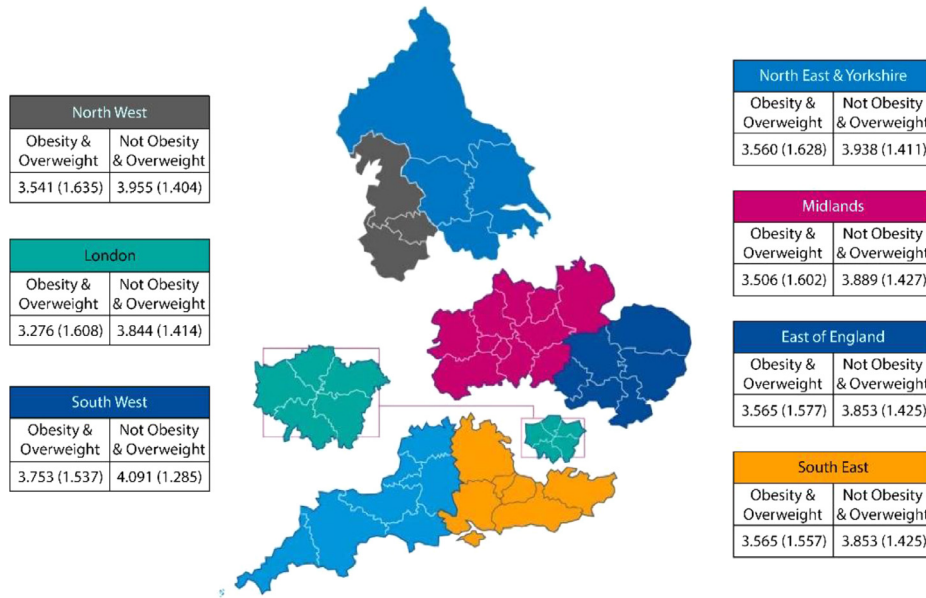 North West
Obesity & Overweight
Not Obesity & Overweight
3.541 (1.635)
3.955 (1.404)
London
Obesity & Overweight
Not Obesity & Overweight
3.276 (1.608)
3.844 (1.414)
South West
Obesity & Overweight
Not Obesity & Overweight
3.753 (1.537)
4.091 (1.285)
North East & Yorkshire
Obesity & Overweight
Not Obesity & Overweight
3.560 (1.628)
3.938 (1.411)
Midlands
Obesity & Overweight
Not Obesity & Overweight
3.506 (1.602)
3.889 (1.427)
East of England
Obesity & Overweight
Not Obesity & Overweight
3.565 (1.577)
3.853 (1.425)
South East
Obesity & Overweight
Not Obesity & Overweight
3.565 (1.557)
3.853 (1.425)